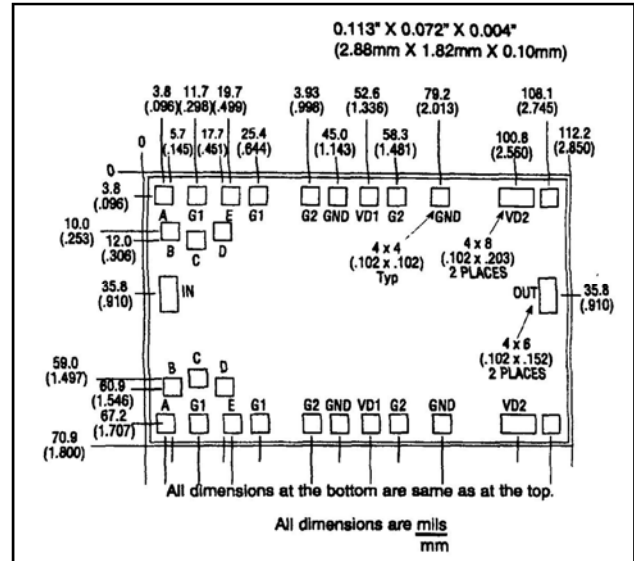 0.113" X 0.072" X 0.004"
(2.88mm X 1.82mm X 0.10mm)
3.8 11.7 19.7 3.93 52.6 79.2 108.1
(.096) (.298) (.499) (.998) (1.336) (2.013) (2.745)
5.7 17.7 25.4 45.0 58.3 100.8 112.2
(.145) (.451) (.644) (1.143) (1.481) (2.560) (2.850)
0
0
3.8
(.096)
A G1 E G1 G2 GND VD1 G2 GND VD2
10.0
(.253)
12.0
(.306)
B C D
4 x 4
(.102 x .102)
Typ
4 x 8
(.102 x .203)
2 PLACES
35.8
(.910)
IN
OUT
35.8
(.910)
4 x 6
(.102 x .152)
2 PLACES
59.0
(1.497)
B C D
60.9
(1.546)
67.2
(1.707)
A G1 E G1 G2 GND VD1 G2 GND VD2
70.9
(1.800)
All dimensions at the bottom are same as at the top.
All dimensions are mils
mm